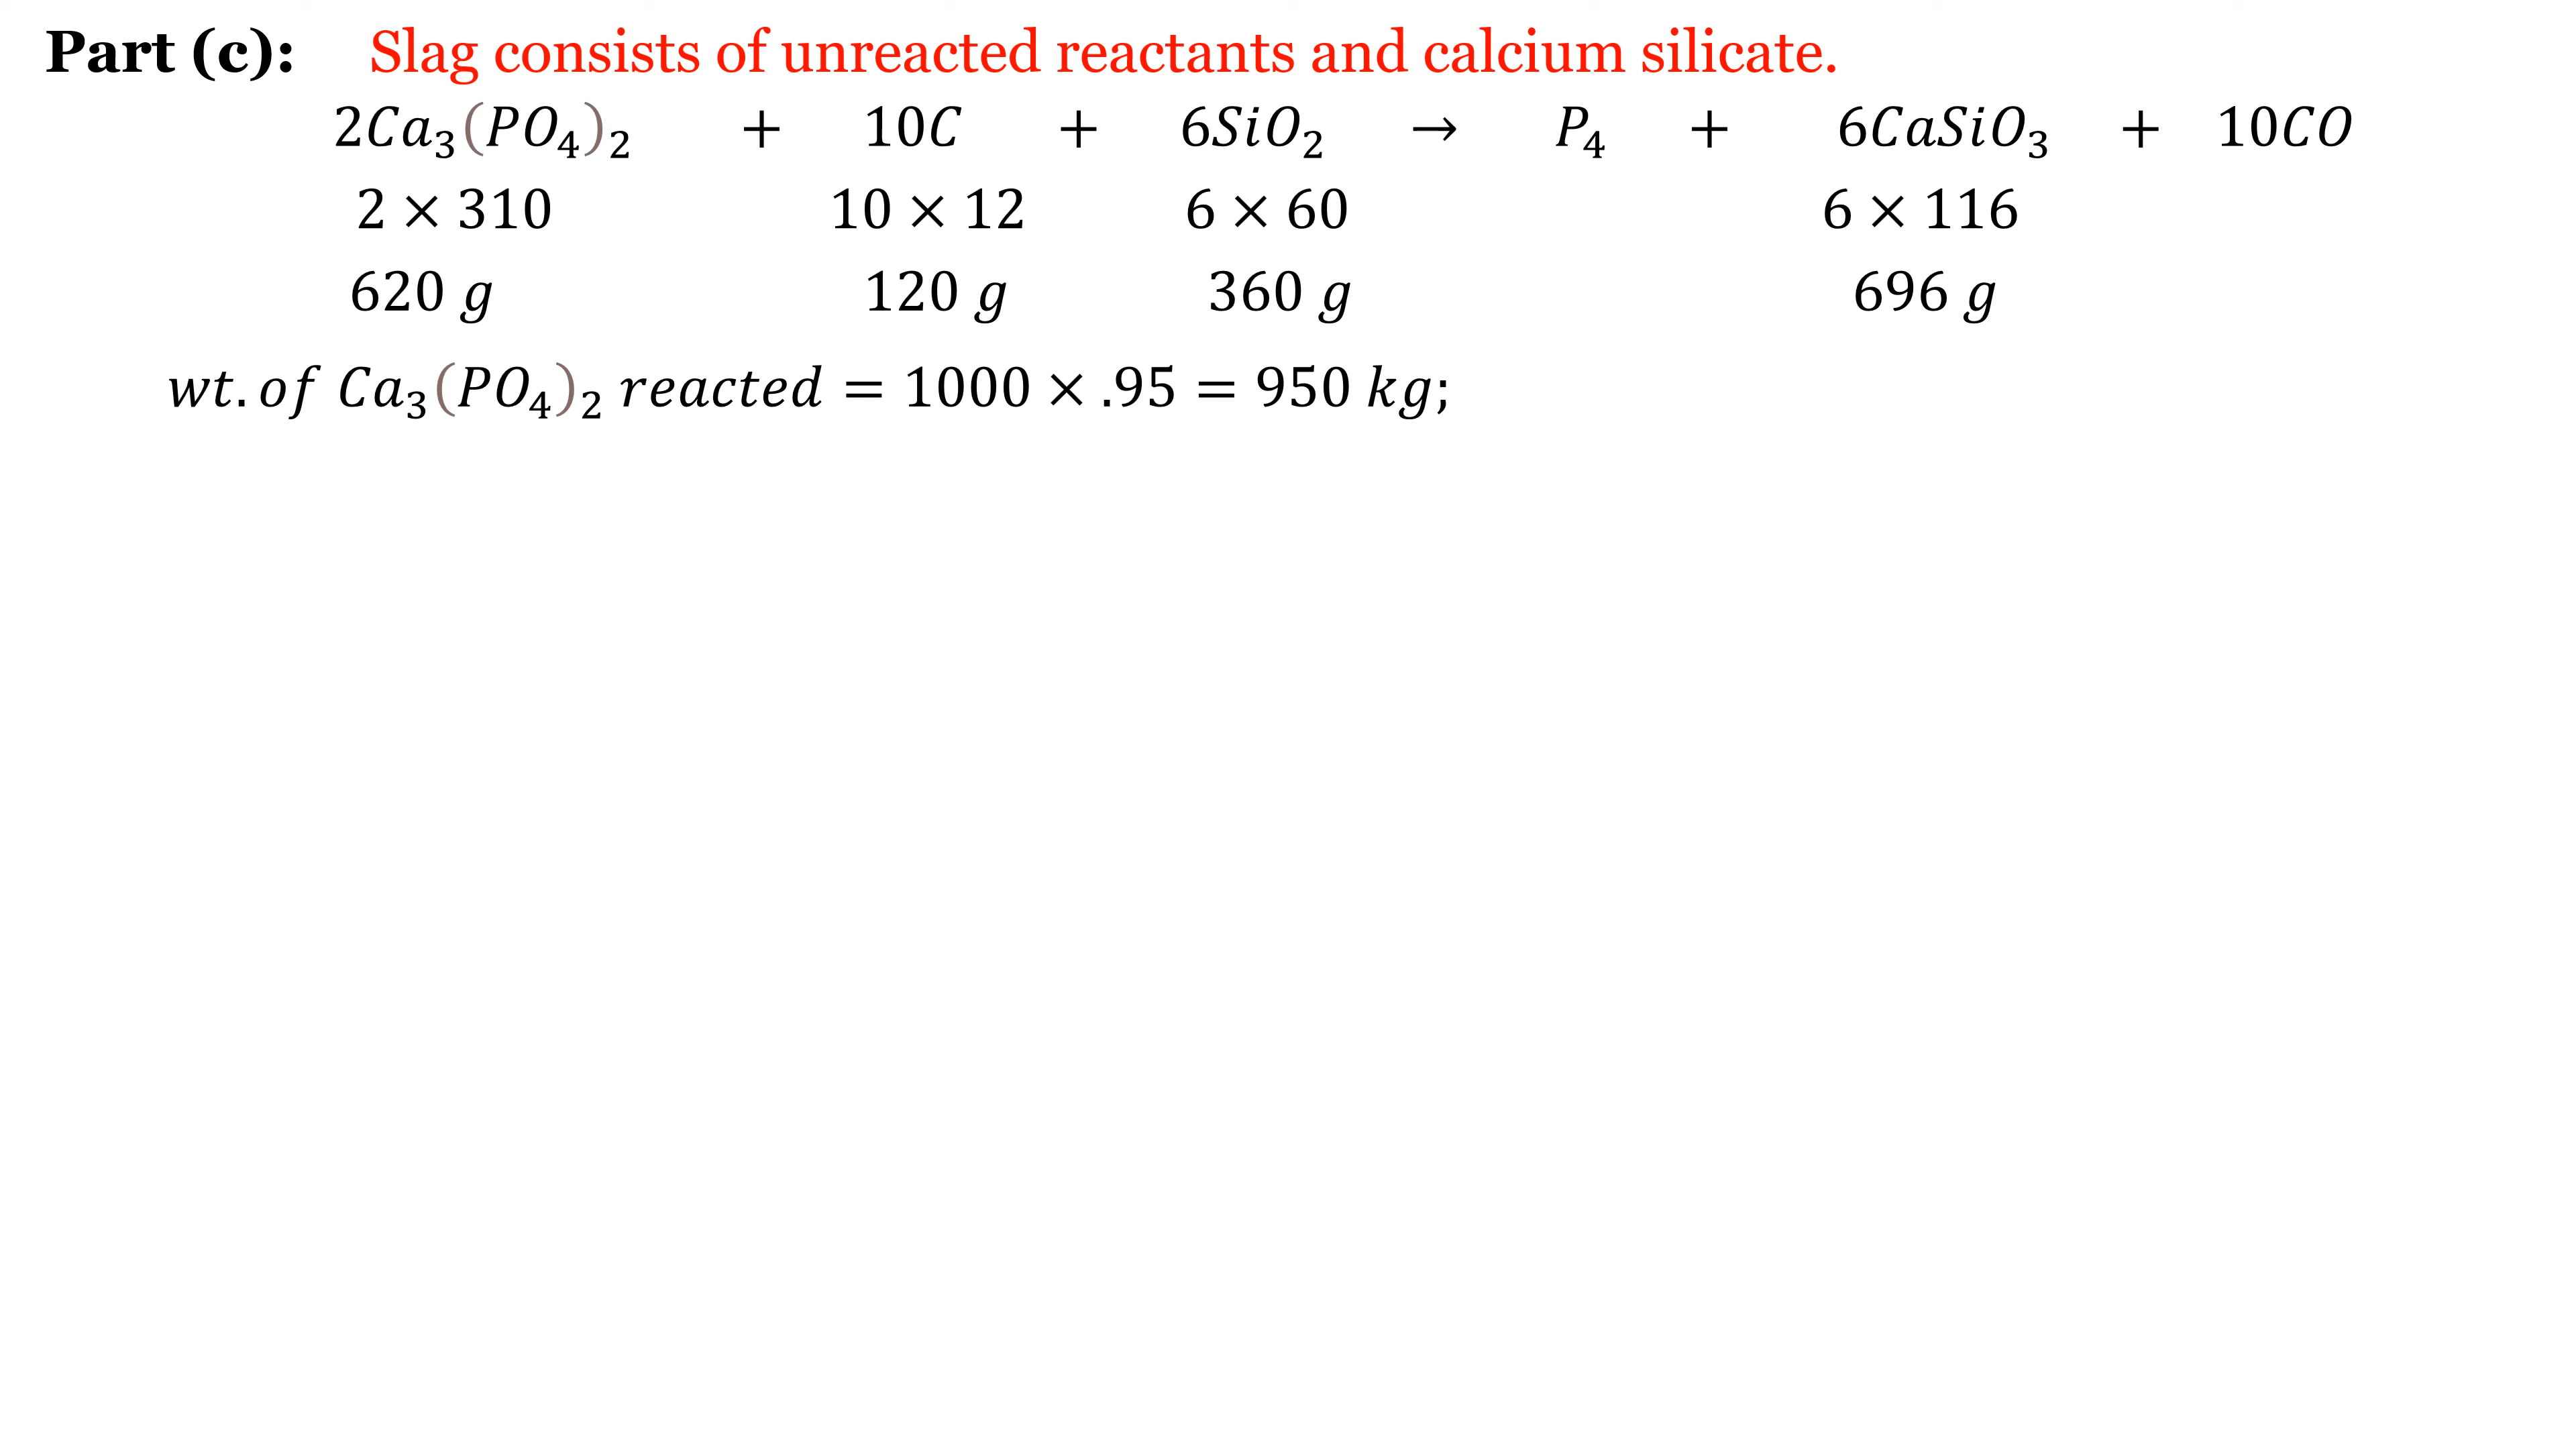 Part (c): Slag consists of unreacted reactants and calcium silicate.
2Ca₃(PO₄)₂ + 10C + 6SiO₂ → P₄ + 6CaSiO₃ + 10CO
2 × 310 10 × 12 6 × 60 6 × 116
620 g 120 g 360 g 696 g
wt. of Ca₃(PO₄)₂ reacted = 1000 × .95 = 950 kg;